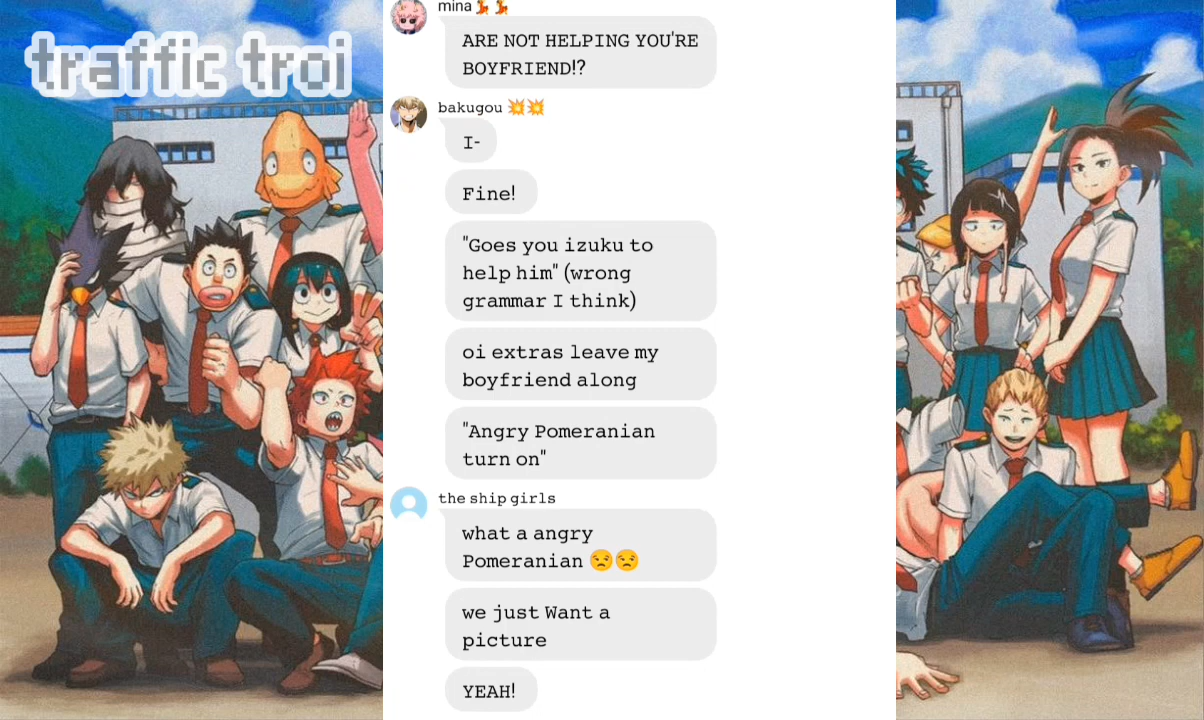 traffic troi
mina 💃💃
ARE NOT HELPING YOU'RE
BOYFRIEND!?
bakugou 💥💥
I-
Fine!
"Goes you izuku to
help him" (wrong
grammar I think)
oi extras leave my
boyfriend along
"Angry Pomeranian
turn on"
the ship girls
what a angry
Pomeranian 😒😒
we just Want a
picture
YEAH!